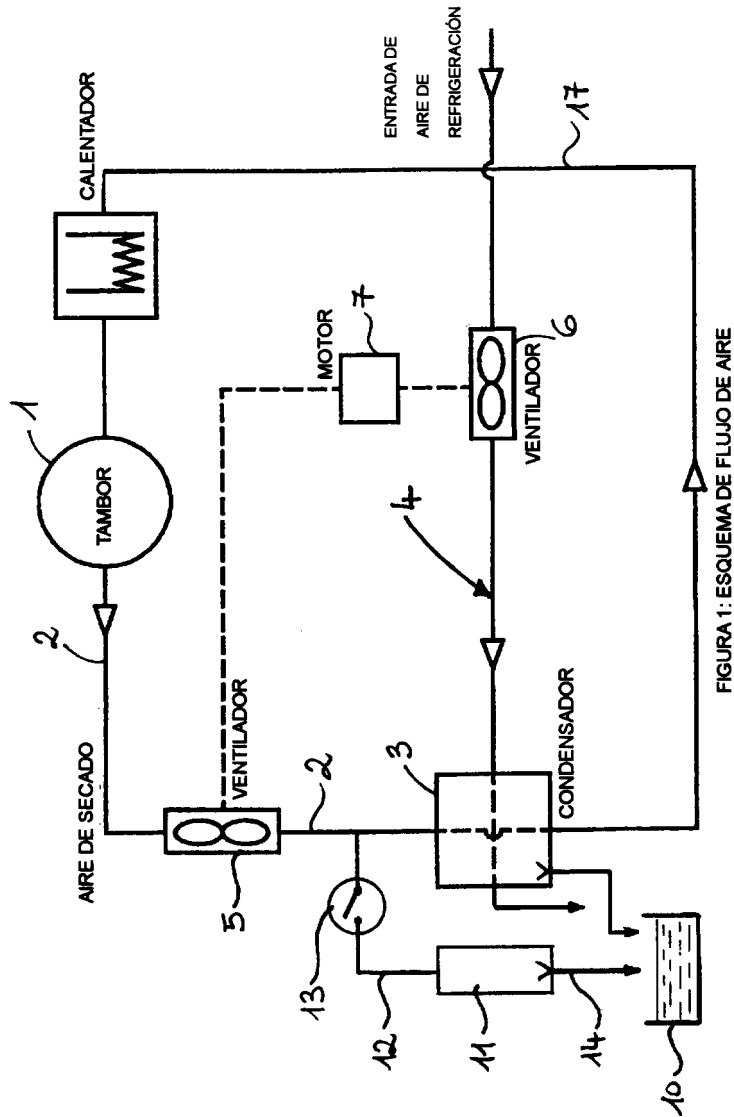 CALENTADOR
1
TAMBOR
2
AIRE DE SECADO
ENTRADA DE
AIRE DE
REFRIGERACIÓN
17
MOTOR
7
6
VENTILADOR
4
VENTILADOR
5
2
3
CONDENSADOR
13
12
11
14
10
FIGURA 1: ESQUEMA DE FLUJO DE AIRE